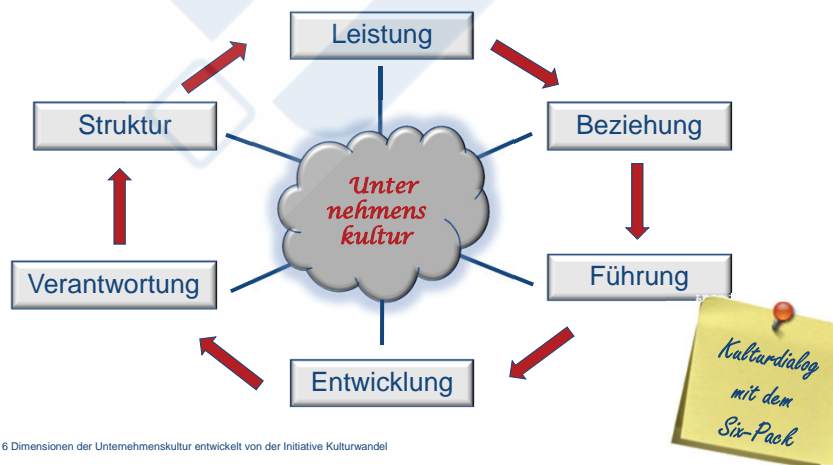 Leistung
Struktur
Beziehung
Unter
nehmens
kultur
Verantwortung
Führung
Entwicklung
Kulturdialog
mit dem
Six-Pack
6 Dimensionen der Unternehmenskultur entwickelt von der Initiative Kulturwandel